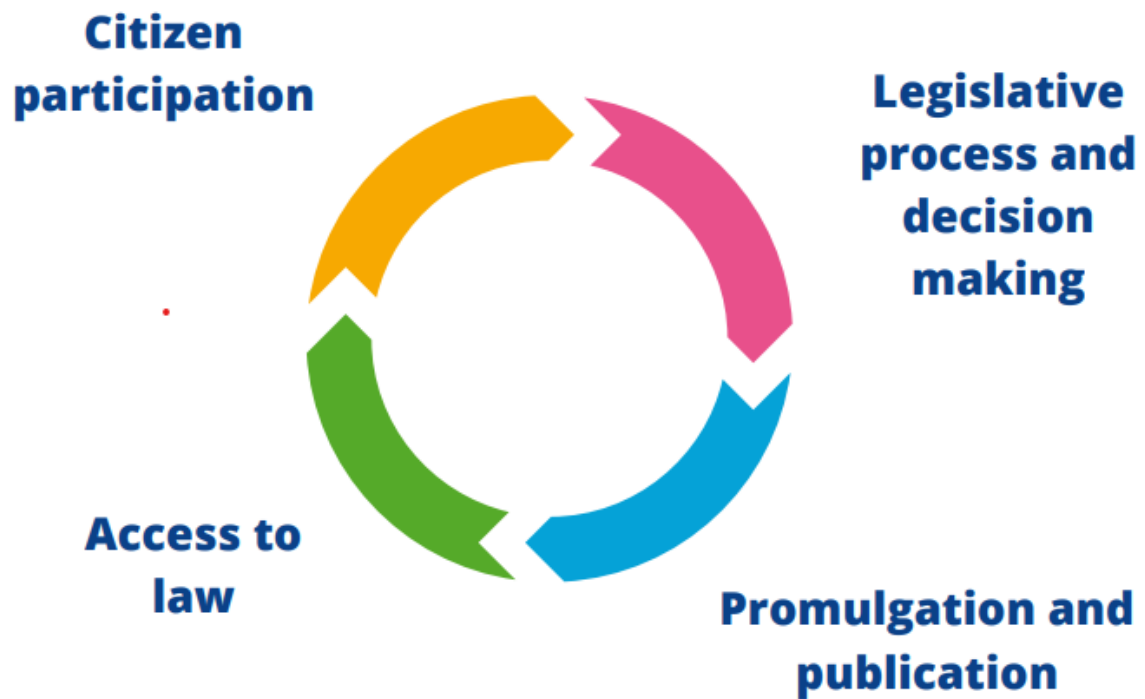 Citizen
participation
Legislative
process and
decision
making
Promulgation and
publication
Access to
law